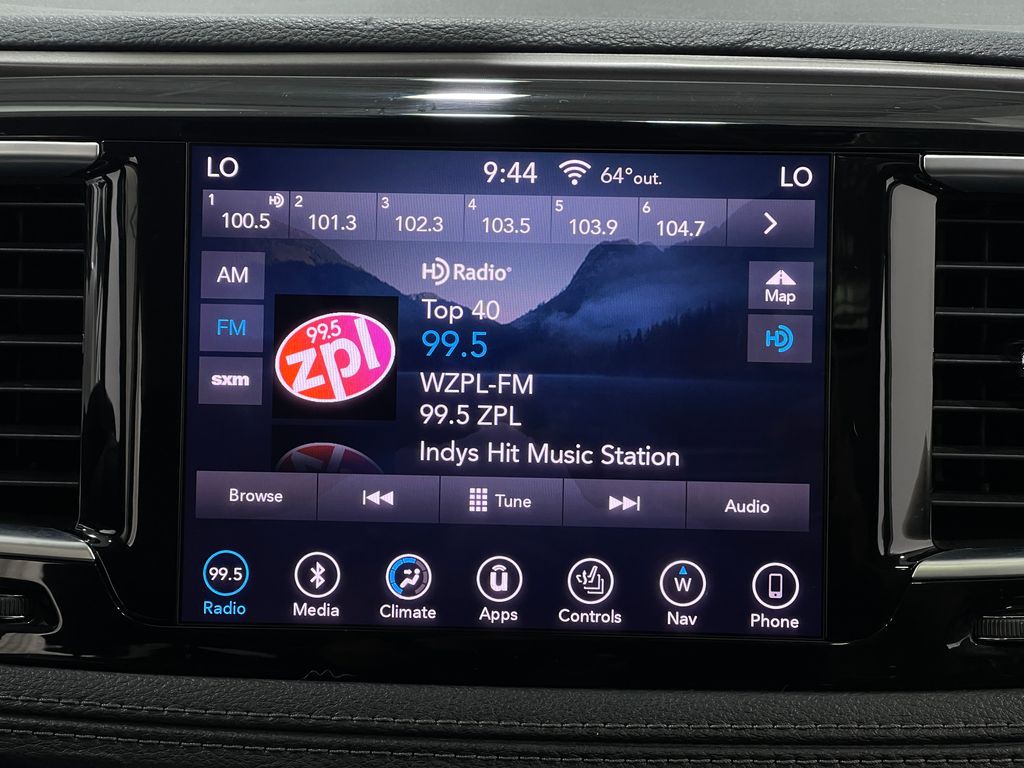 LO 9:44 64° out. LO
1 100.5 HD 2 101.3 3 102.3 4 103.5 5 103.9 6 104.7
AM
FM
sxm
99.5
zpl
HD Radio®
Top 40
99.5
WZPL-FM
99.5 ZPL
Indys Hit Music Station
Map
HD
Browse Tune Audio
99.5 u W
Radio Media Climate Apps Controls Nav Phone